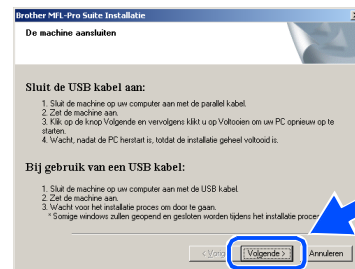 Brother MFL-Pro Suite Installatie
De machine aansluiten
Sluit de USB kabel aan:
1. Sluit de machine op uw computer aan met de parallel kabel.
2. Zet de machine aan.
3. Klik op de knop Volgende en vervolgens klikt u op Voltooien om uw PC opnieuw op te
starten.
4. Wacht, nadat de PC herstart is, totdat de installatie geheel voltooid is.
Bij gebruik van een USB kabel:
1. Sluit de machine op uw computer aan met de USB kabel
2. Zet de machine aan.
3. Wacht voor het installatie proces om door te gaan.
* Somige windows zullen geopend en gesloten worden tijdens het installatie
< Vorig Volgende > Annuleren